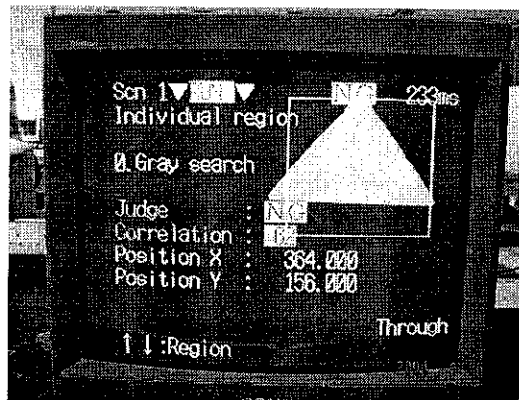 Scn 1▼ ▼ NG 233ms
Individual region
0.Gray search
Judge : NG
Correlation :
Position X : 364.000
Position Y : 156.000
Through
↑↓:Region